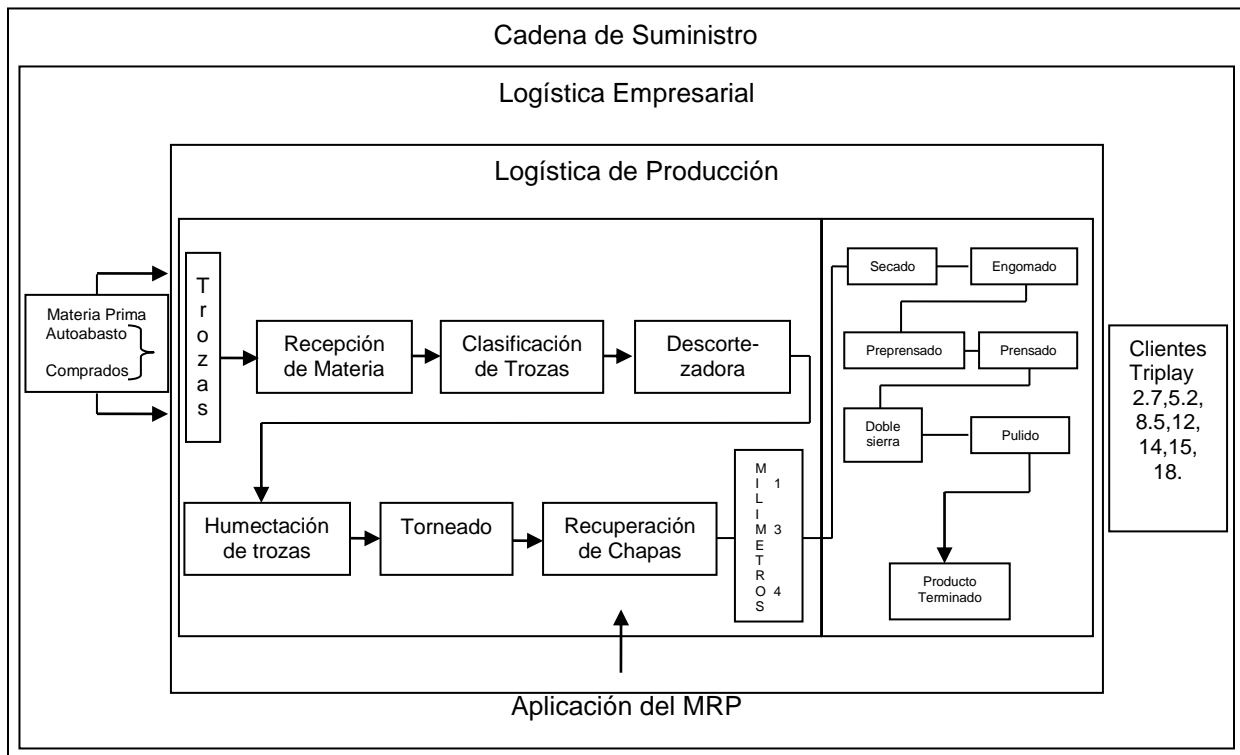 Cadena de Suministro
Logística Empresarial
Logística de Producción
Materia Prima
Autoabasto
Comprados
Trozas
Recepción
de Materia
Clasificación
de Trozas
Descorte-
zadora
Humectación
de trozas
Torneado
Recuperación
de Chapas
MILIMETROS
1
3
4
Secado
Engomado
Preprensado
Prensado
Doble
sierra
Pulido
Producto
Terminado
Clientes
Triplay
2.7,5.2,
8.5,12,
14,15,
18.
Aplicación del MRP